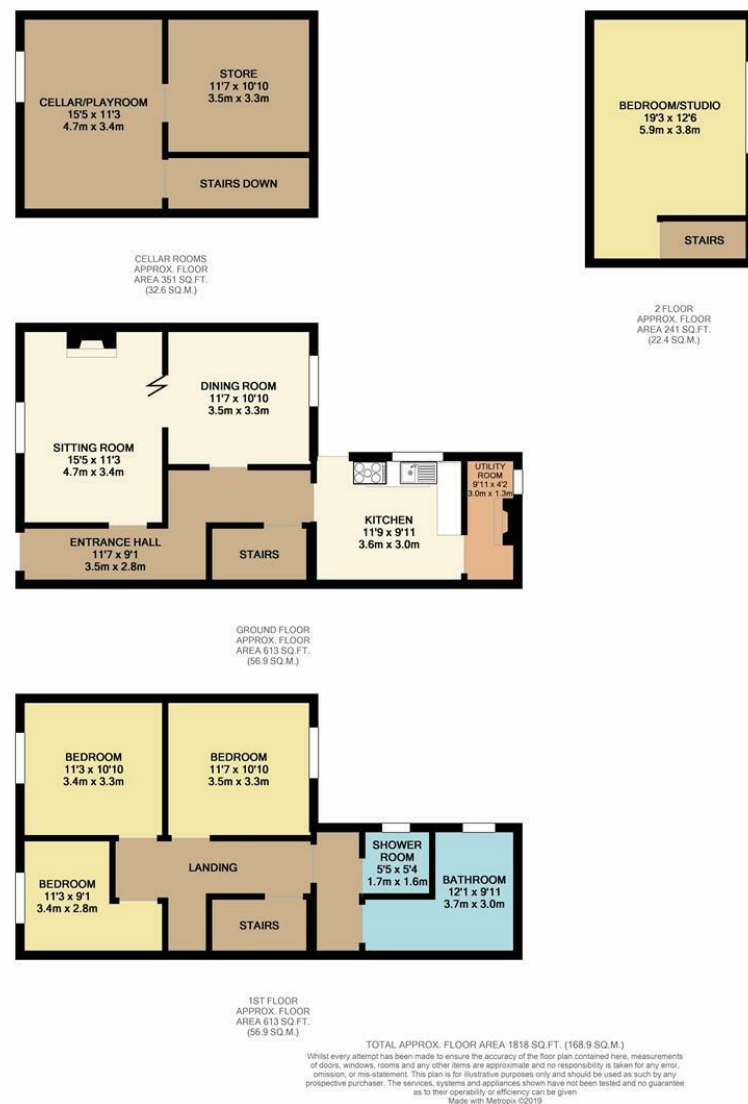 CELLAR/PLAYROOM
15'5 x 11'3
4.7m x 3.4m
STORE
11'7 x 10'10
3.5m x 3.3m
STAIRS DOWN
CELLAR ROOMS
APPROX. FLOOR
AREA 351 SQ.FT.
(32.6 SQ.M.)
BEDROOM/STUDIO
19'3 x 12'6
5.9m x 3.8m
STAIRS
2 FLOOR
APPROX. FLOOR
AREA 241 SQ.FT.
(22.4 SQ.M.)
SITTING ROOM
15'5 x 11'3
4.7m x 3.4m
DINING ROOM
11'7 x 10'10
3.5m x 3.3m
ENTRANCE HALL
11'7 x 9'1
3.5m x 2.8m
STAIRS
KITCHEN
11'9 x 9'11
3.6m x 3.0m
UTILITY
ROOM
9'11 x 4'2
3.0m x 1.3m
GROUND FLOOR
APPROX. FLOOR
AREA 613 SQ.FT.
(56.9 SQ.M.)
BEDROOM
11'3 x 10'10
3.4m x 3.3m
BEDROOM
11'7 x 10'10
3.5m x 3.3m
BEDROOM
11'3 x 9'1
3.4m x 2.8m
LANDING
STAIRS
SHOWER
ROOM
5'5 x 5'4
1.7m x 1.6m
BATHROOM
12'1 x 9'11
3.7m x 3.0m
1ST FLOOR
APPROX. FLOOR
AREA 613 SQ.FT.
(56.9 SQ.M.)
TOTAL APPROX. FLOOR AREA 1818 SQ.FT. (168.9 SQ.M.)
Whilst every attempt has been made to ensure the accuracy of the floor plan contained here, measurements
of doors, windows, rooms and any other items are approximate and no responsibility is taken for any error,
omission, or mis-statement. This plan is for illustrative purposes only and should be used as such by any
prospective purchaser. The services, systems and appliances shown have not been tested and no guarantee
as to their operability or efficiency can be given
Made with Metropix ©2019